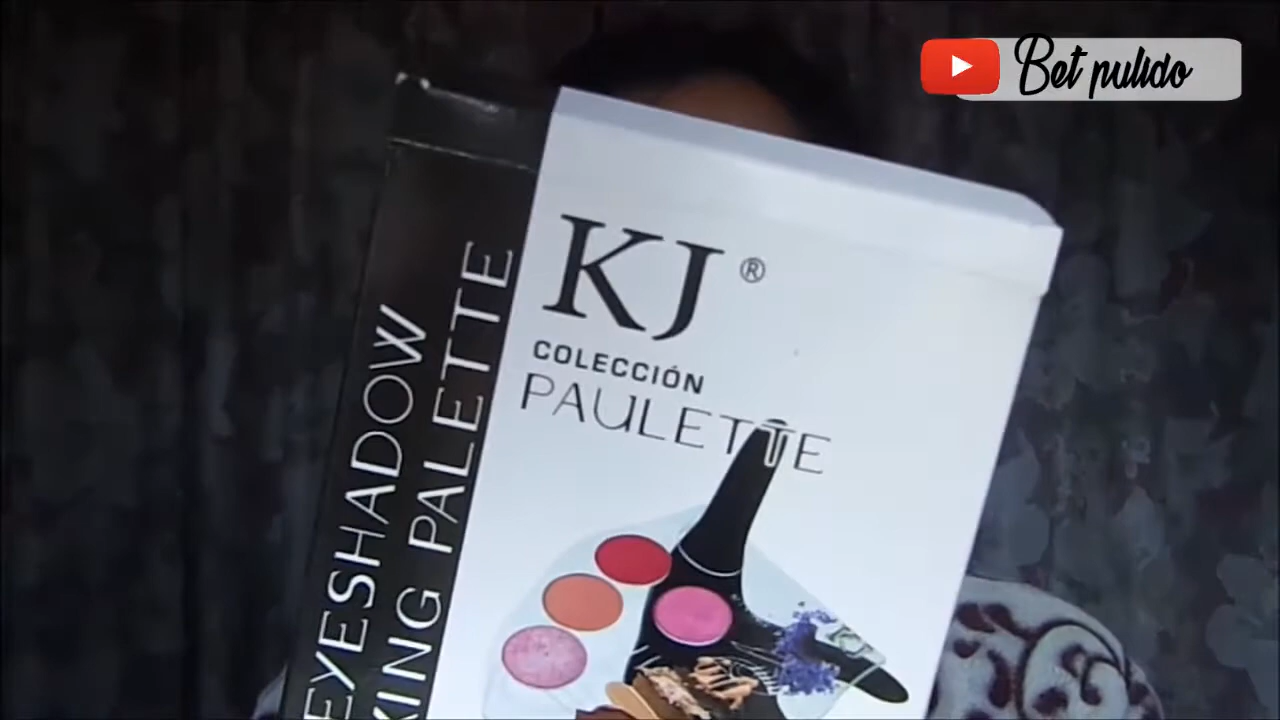 Bet pulido
KJ®
COLECCIÓN
PAULETTE
EYESHADOW
KING PALETTE